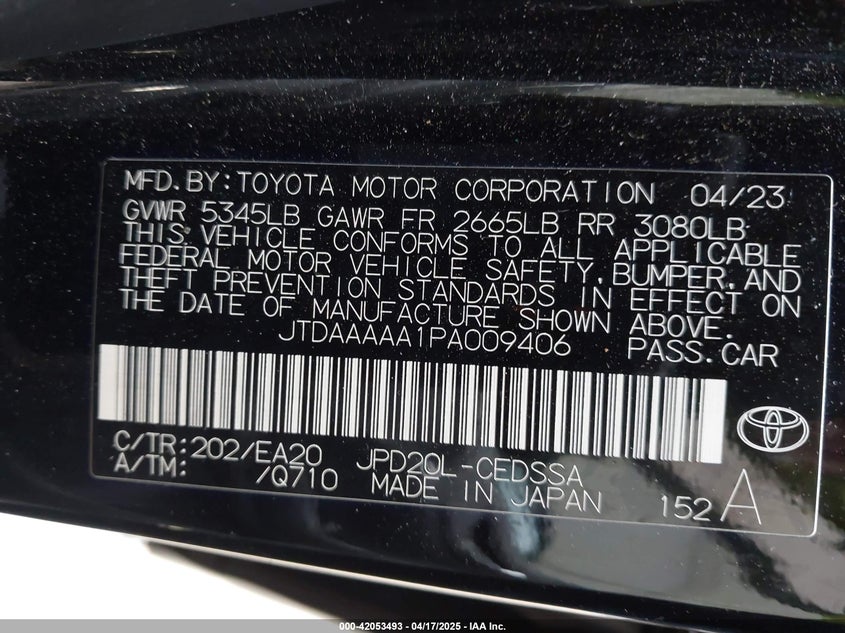 MFD.BY:TOYOTA MOTOR CORPORATION 04/23
GVWR 5345LB GAWR FR 2665LB RR 3080LB
THIS VEHICLE CONFORMS TO ALL APPLICABLE
FEDERAL MOTOR VEHICLE SAFETY,BUMPER,AND
THEFT PREVENTION STANDARDS IN EFFECT ON
THE DATE OF MANUFACTURE SHOWN ABOVE.
JTDAAAAA1PA009406 PASS.CAR
C/TR:202/EA20 JPD20L-CEDSSA
A/TM: /Q710 MADE IN JAPAN 152 A
000-42053493 - 04/17/2025 - IAA Inc.